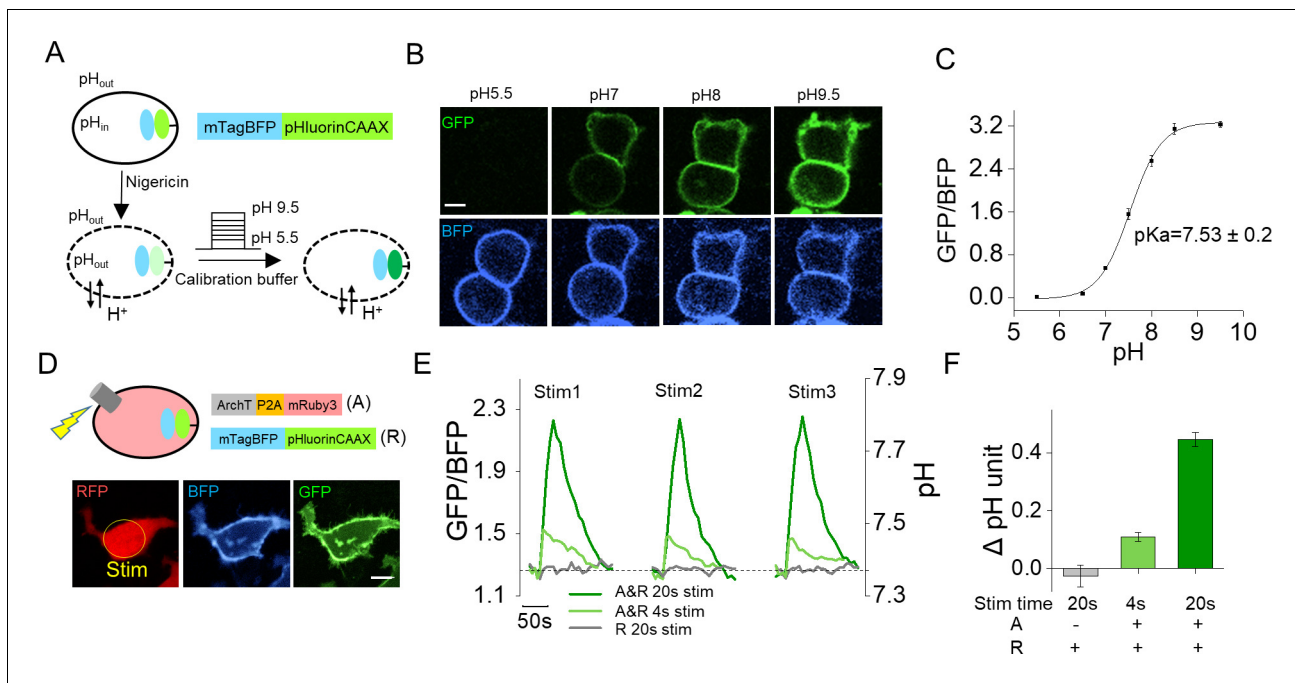 A
pHout
pHin
mTagBFP pHluorinCAAX
Nigericin
pHout
pHout
pH 9.5
pH 5.5
Calibration buffer
H⁺
H⁺
B
pH5.5 pH7 pH8 pH9.5
GFP
BFP
C
GFP/BFP
3.2
2.4
1.6
0.8
0.0
pKa=7.53 ± 0.2
5 6 7 8 9 10
pH
D
ArchT P2A mRuby3 (A)
mTagBFP pHluorinCAAX (R)
RFP BFP GFP
Stim
E
Stim1 Stim2 Stim3
GFP/BFP
2.3
1.9
1.5
1.1
pH
7.9
7.7
7.5
7.3
50s
A&R 20s stim
A&R 4s stim
R 20s stim
F
Δ pH unit
0.4
0.2
0.0
Stim time 20s 4s 20s
A - + +
R + + +